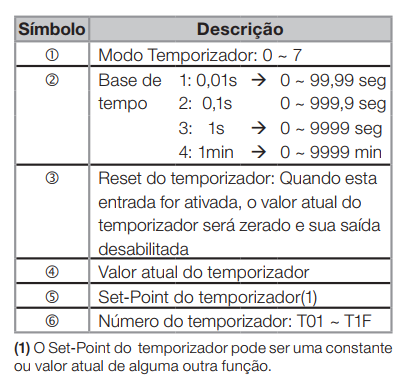 Símbolo Descrição
① Modo Temporizador: 0 ~ 7
② Base de 1: 0,01s → 0 ~ 99,99 seg
tempo 2: 0,1s → 0 ~ 999,9 seg
3: 1s → 0 ~ 9999 seg
4: 1min → 0 ~ 9999 min
③ Reset do temporizador: Quando esta
entrada for ativada, o valor atual do
temporizador será zerado e sua saída
desabilitada
④ Valor atual do temporizador
⑤ Set-Point do temporizador(1)
⑥ Número do temporizador: T01 ~ T1F
(1) O Set-Point do temporizador pode ser uma constante
ou valor atual de alguma outra função.